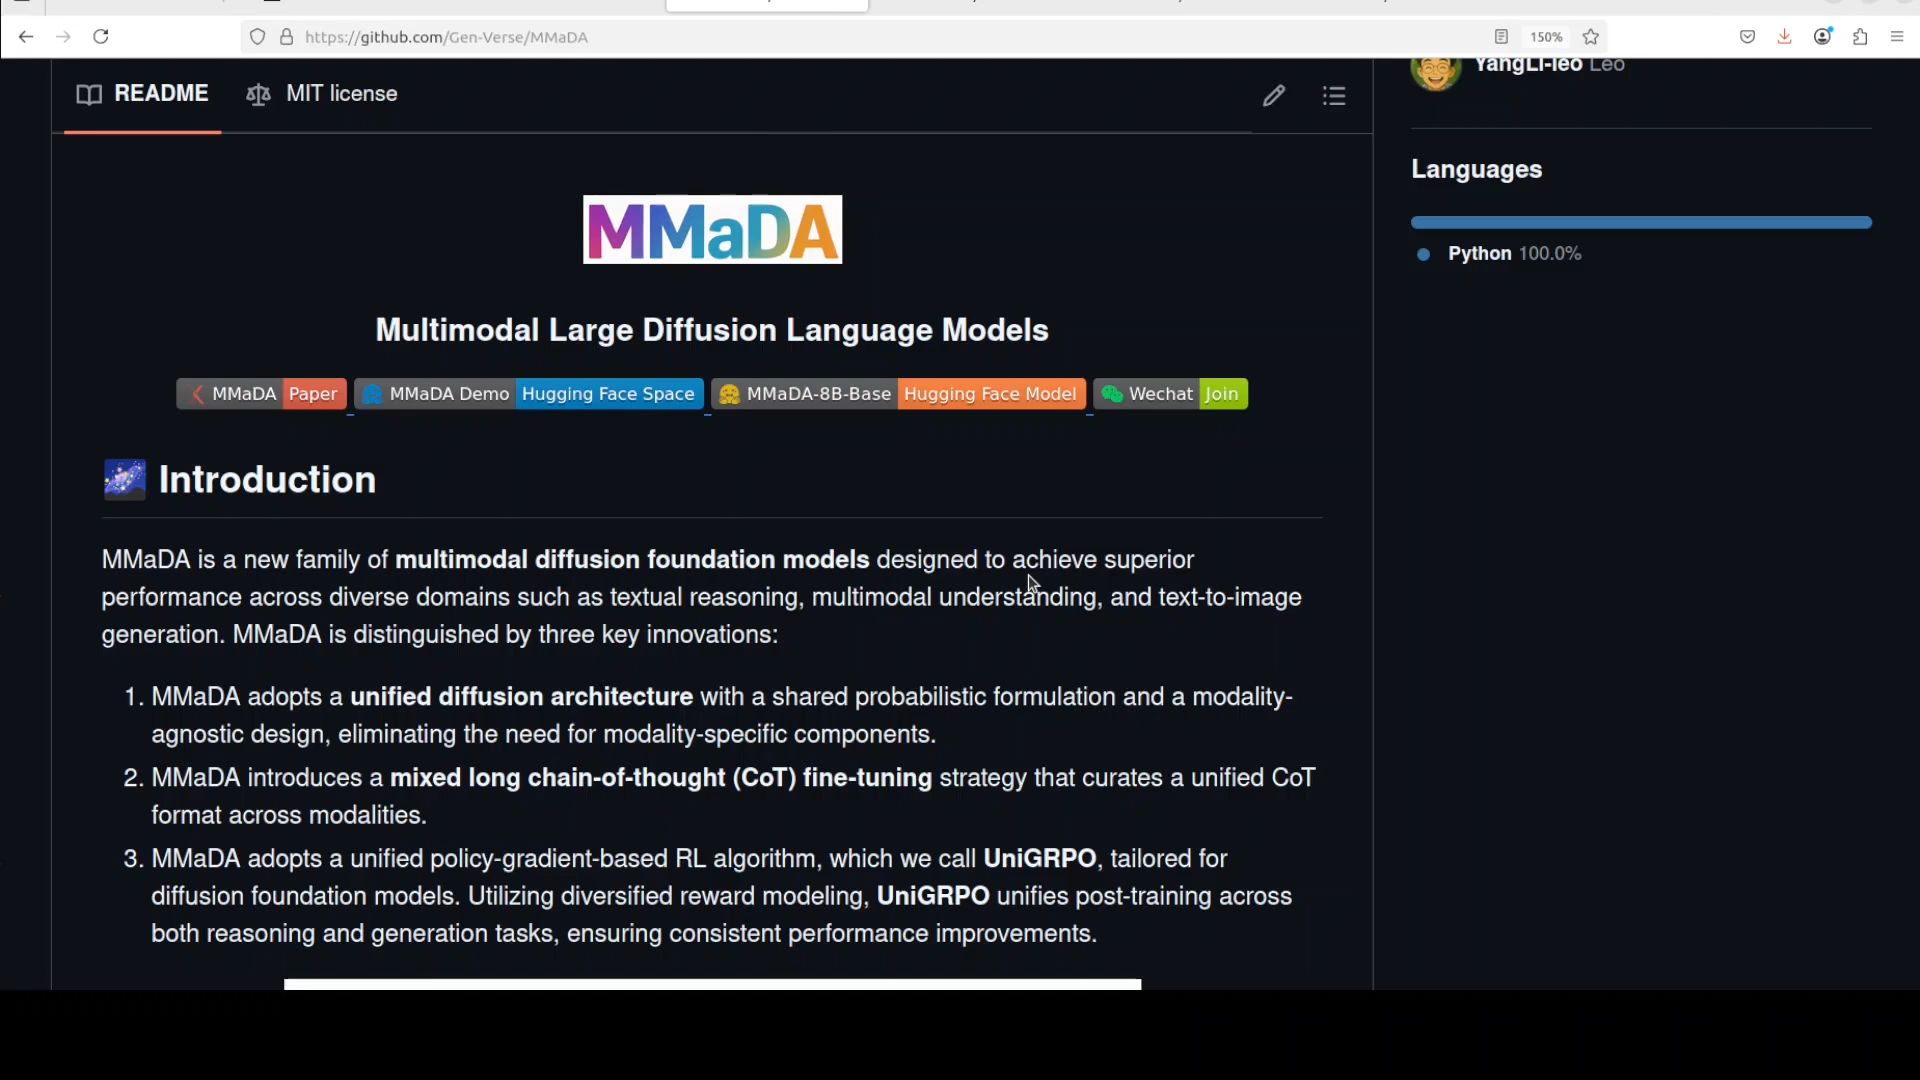 https://github.com/Gen-Verse/MMaDA
150%
README
MIT license
YangLi-leo Leo
Languages
Python 100.0%
MMaDA
Multimodal Large Diffusion Language Models
MMaDA Paper
MMaDA Demo Hugging Face Space
MMaDA-8B-Base Hugging Face Model
Wechat Join
Introduction
MMaDA is a new family of multimodal diffusion foundation models designed to achieve superior
performance across diverse domains such as textual reasoning, multimodal understanding, and text-to-image
generation. MMaDA is distinguished by three key innovations:
1. MMaDA adopts a unified diffusion architecture with a shared probabilistic formulation and a modality-
agnostic design, eliminating the need for modality-specific components.
2. MMaDA introduces a mixed long chain-of-thought (CoT) fine-tuning strategy that curates a unified CoT
format across modalities.
3. MMaDA adopts a unified policy-gradient-based RL algorithm, which we call UniGRPO, tailored for
diffusion foundation models. Utilizing diversified reward modeling, UniGRPO unifies post-training across
both reasoning and generation tasks, ensuring consistent performance improvements.